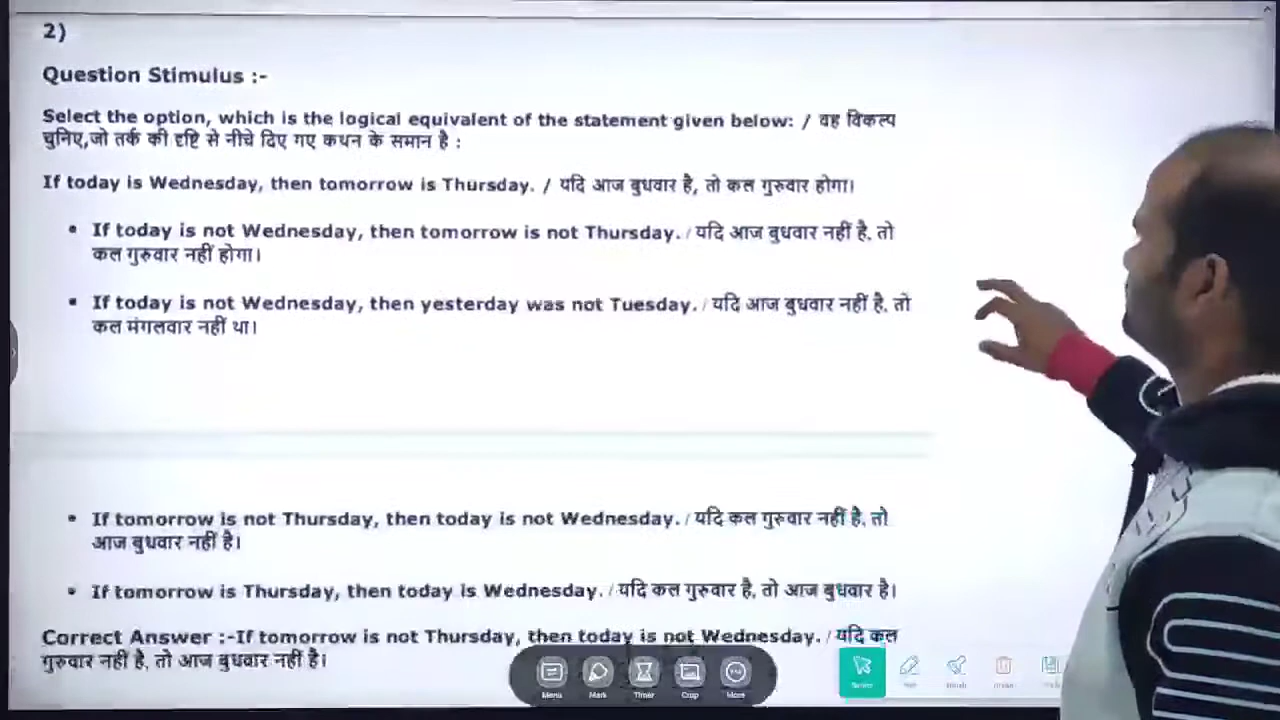 2)
Question Stimulus :-
Select the option, which is the logical equivalent of the statement given below: / वह विकल्प
चुनिए,जो तर्क की दृष्टि से नीचे दिए गए कथन के समान है :
If today is Wednesday, then tomorrow is Thursday. / यदि आज बुधवार है, तो कल गुरुवार होगा।
• If today is not Wednesday, then tomorrow is not Thursday. / यदि आज बुधवार नहीं है, तो
कल गुरुवार नहीं होगा।
• If today is not Wednesday, then yesterday was not Tuesday. / यदि आज बुधवार नहीं है, तो
कल मंगलवार नहीं था।
• If tomorrow is not Thursday, then today is not Wednesday. / यदि कल गुरुवार नहीं है, तो
आज बुधवार नहीं है।
• If tomorrow is Thursday, then today is Wednesday. / यदि कल गुरुवार है, तो आज बुधवार है।
Correct Answer :-If tomorrow is not Thursday, then today is not Wednesday. / यदि कल
गुरुवार नहीं है, तो आज बुधवार नहीं है।
Menu Mark Timer Crop More